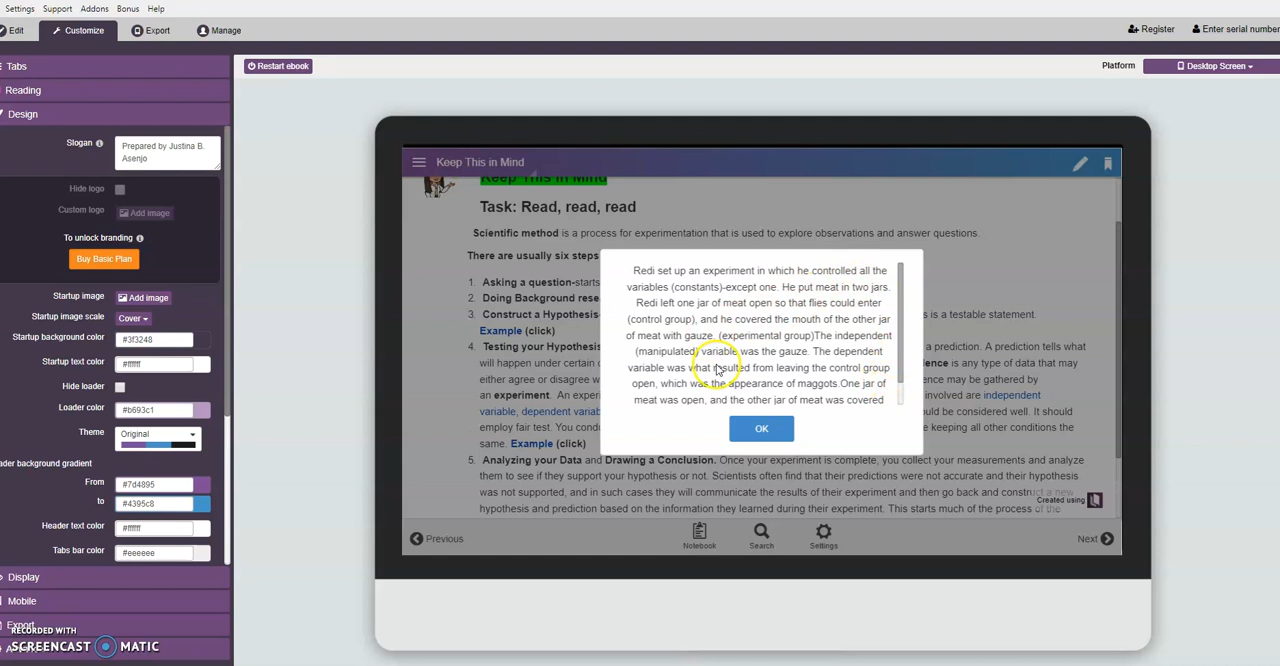 Settings Support Addons Bonus Help
Edit Customize Export Manage Register Enter serial number
Tabs
Reading
Design
Slogan
Prepared by Justina B.
Asenjo
Hide logo
Custom logo Add image
To unlock branding
Buy Basic Plan
Startup image Add image
Startup image scale Cover
Startup background color #3f3248
Startup text color #ffffff
Hide loader
Loader color #b693c1
Theme Original
ader background gradient
From #7d4895
to #4395c8
Header text color #ffffff
Tabs bar color #eeeeee
Display
Mobile
Export
RECORDED WITH
SCREENCAST MATIC
Restart ebook Platform Desktop Screen
Keep This in Mind
Keep This in Mind
Task: Read, read, read
Scientific method is a process for experimentation that is used to explore observations and answer questions.
There are usually six steps
1. Asking a question-starts
2. Doing Background rese
3. Construct a Hypothesis is a testable statement.
Example (click)
4. Testing your Hypothesis a prediction. A prediction tells
what will happen under certain dence is any type of data that may
either agree or disagree w ence may be gathered by
an experiment. An exper involved are independent
variable, dependent variab ould be considered well. It should
employ fair test. You condu e keeping all other conditions the
same. Example (click)
5. Analyzing your Data and Drawing a Conclusion. Once your experiment is complete, you collect your measurements and analyze
them to see if they support your hypothesis or not. Scientists often find that their predictions were not accurate and their hypothesis
was not supported, and in such cases they will communicate the results of their experiment and then go back and construct a new
hypothesis and prediction based on the information they learned during their experiment. This starts much of the process of the
Created using
Redi set up an experiment in which he controlled all the
variables (constants)-except one. He put meat in two jars.
Redi left one jar of meat open so that flies could enter
(control group), and he covered the mouth of the other jar
of meat with gauze. (experimental group)The independent
(manipulated) variable was the gauze. The dependent
variable was what resulted from leaving the control group
open, which was the appearance of maggots.One jar of
meat was open, and the other jar of meat was covered
OK
Previous Notebook Search Settings Next